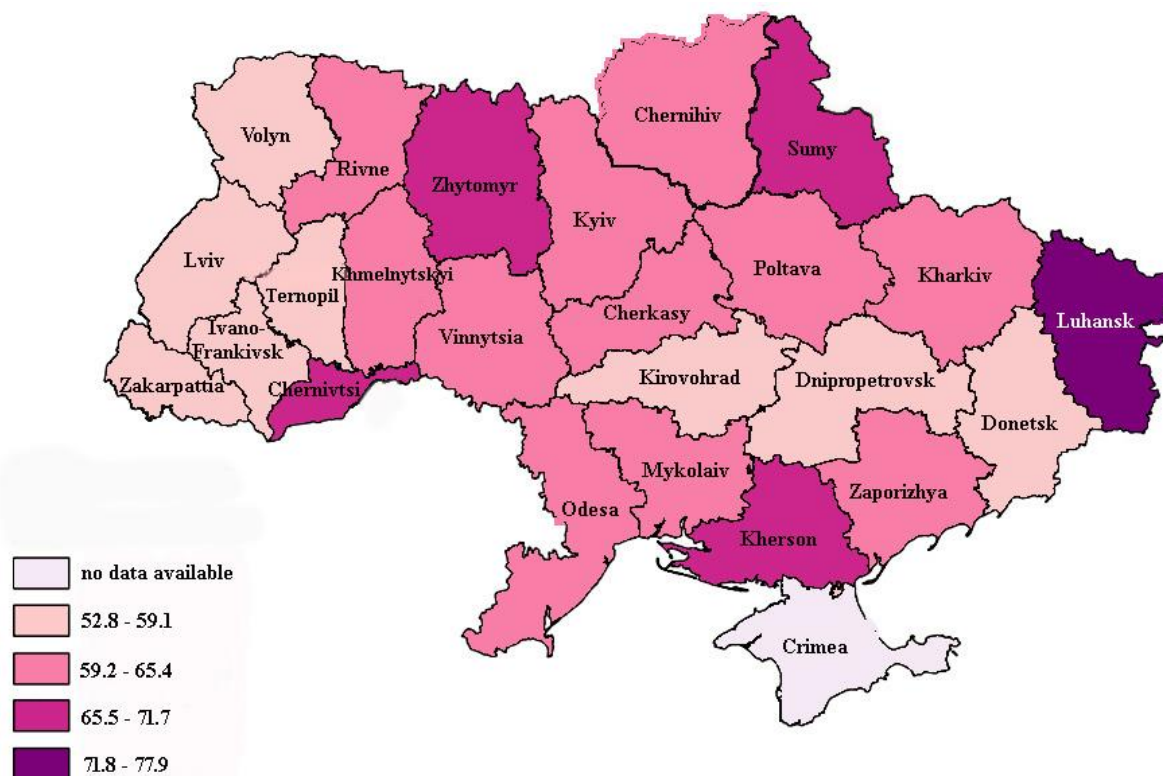 Chernihiv
Volyn
Sumy
Rivne
Zhytomyr
Kyiv
Lviv
Khmelnytskyi
Poltava
Kharkiv
Ternopil
Cherkasy
Luhansk
Ivano-
Frankivsk
Vinnytsia
Zakarpattia
Chernivtsi
Kirovohrad
Dnipropetrovsk
Donetsk
Mykolaiv
Zaporizhya
Odesa
Kherson
Crimea
no data available
52.8 - 59.1
59.2 - 65.4
65.5 - 71.7
71.8 - 77.9